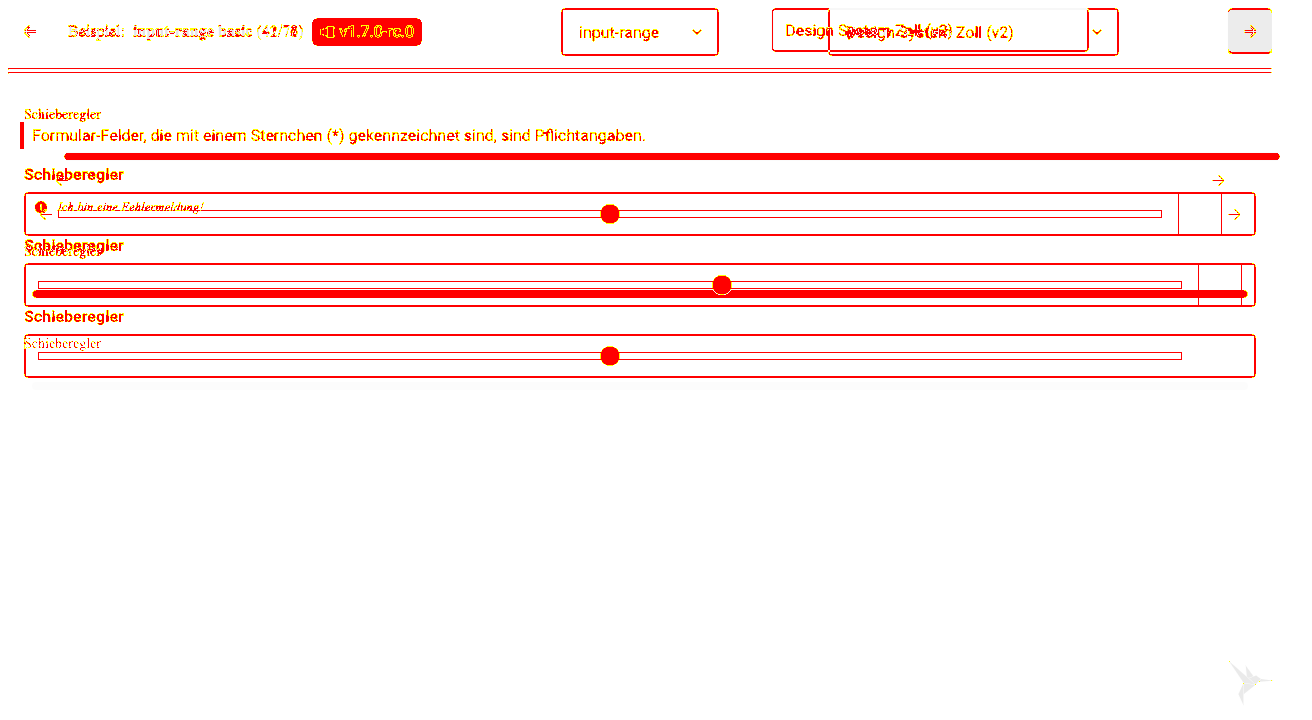 Beispiel: input-range basic (42/78) v1.7.0-rc.0 input-range Design System Zoll (v2)
Schieberegler
Formular-Felder, die mit einem Sternchen (*) gekennzeichnet sind, sind Pflichtangaben.
Schieberegler
Ich bin eine Fehlermeldung!
Schieberegler
Schieberegler
Schieberegler
Schieberegler